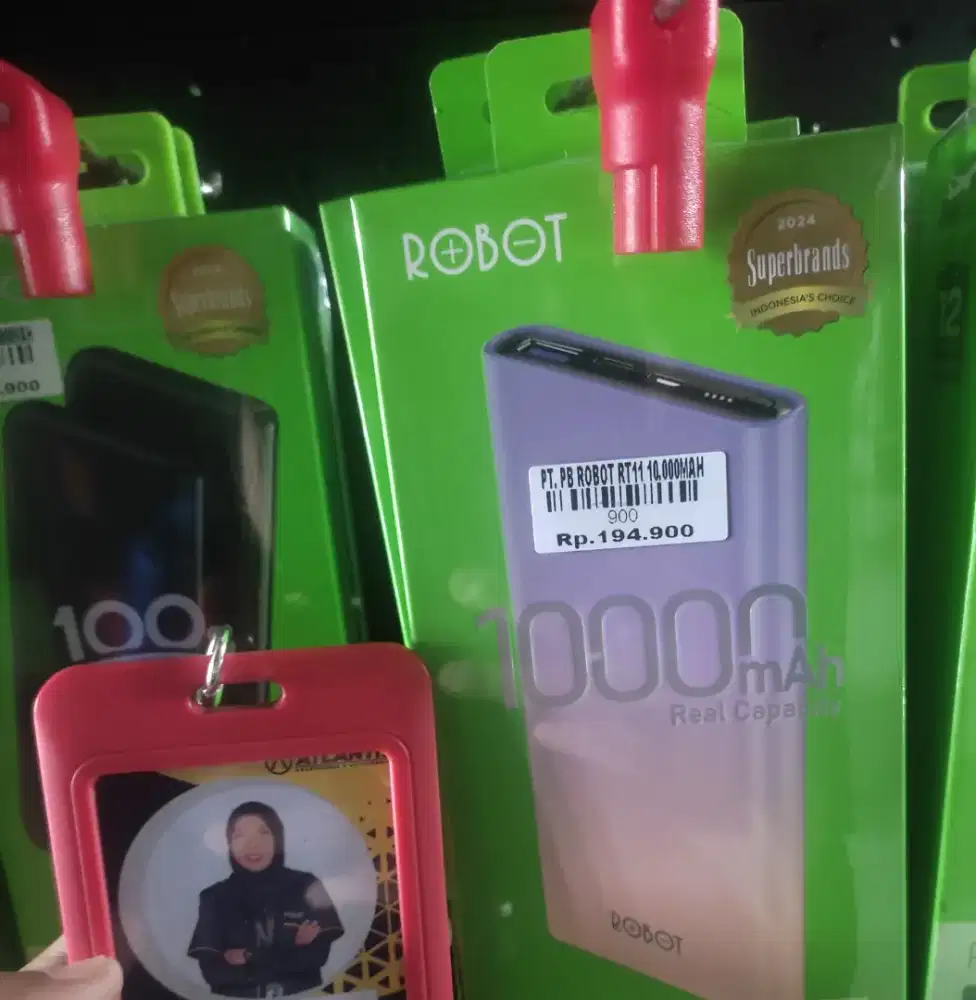 ROBOT
2024
Superbrands
INDONESIA'S CHOICE
PT. PB ROBOT RT11 10.000MAH
900
Rp.194.900
10000mAh
Real Capacity
ROBOT
Superbrands
.900
100